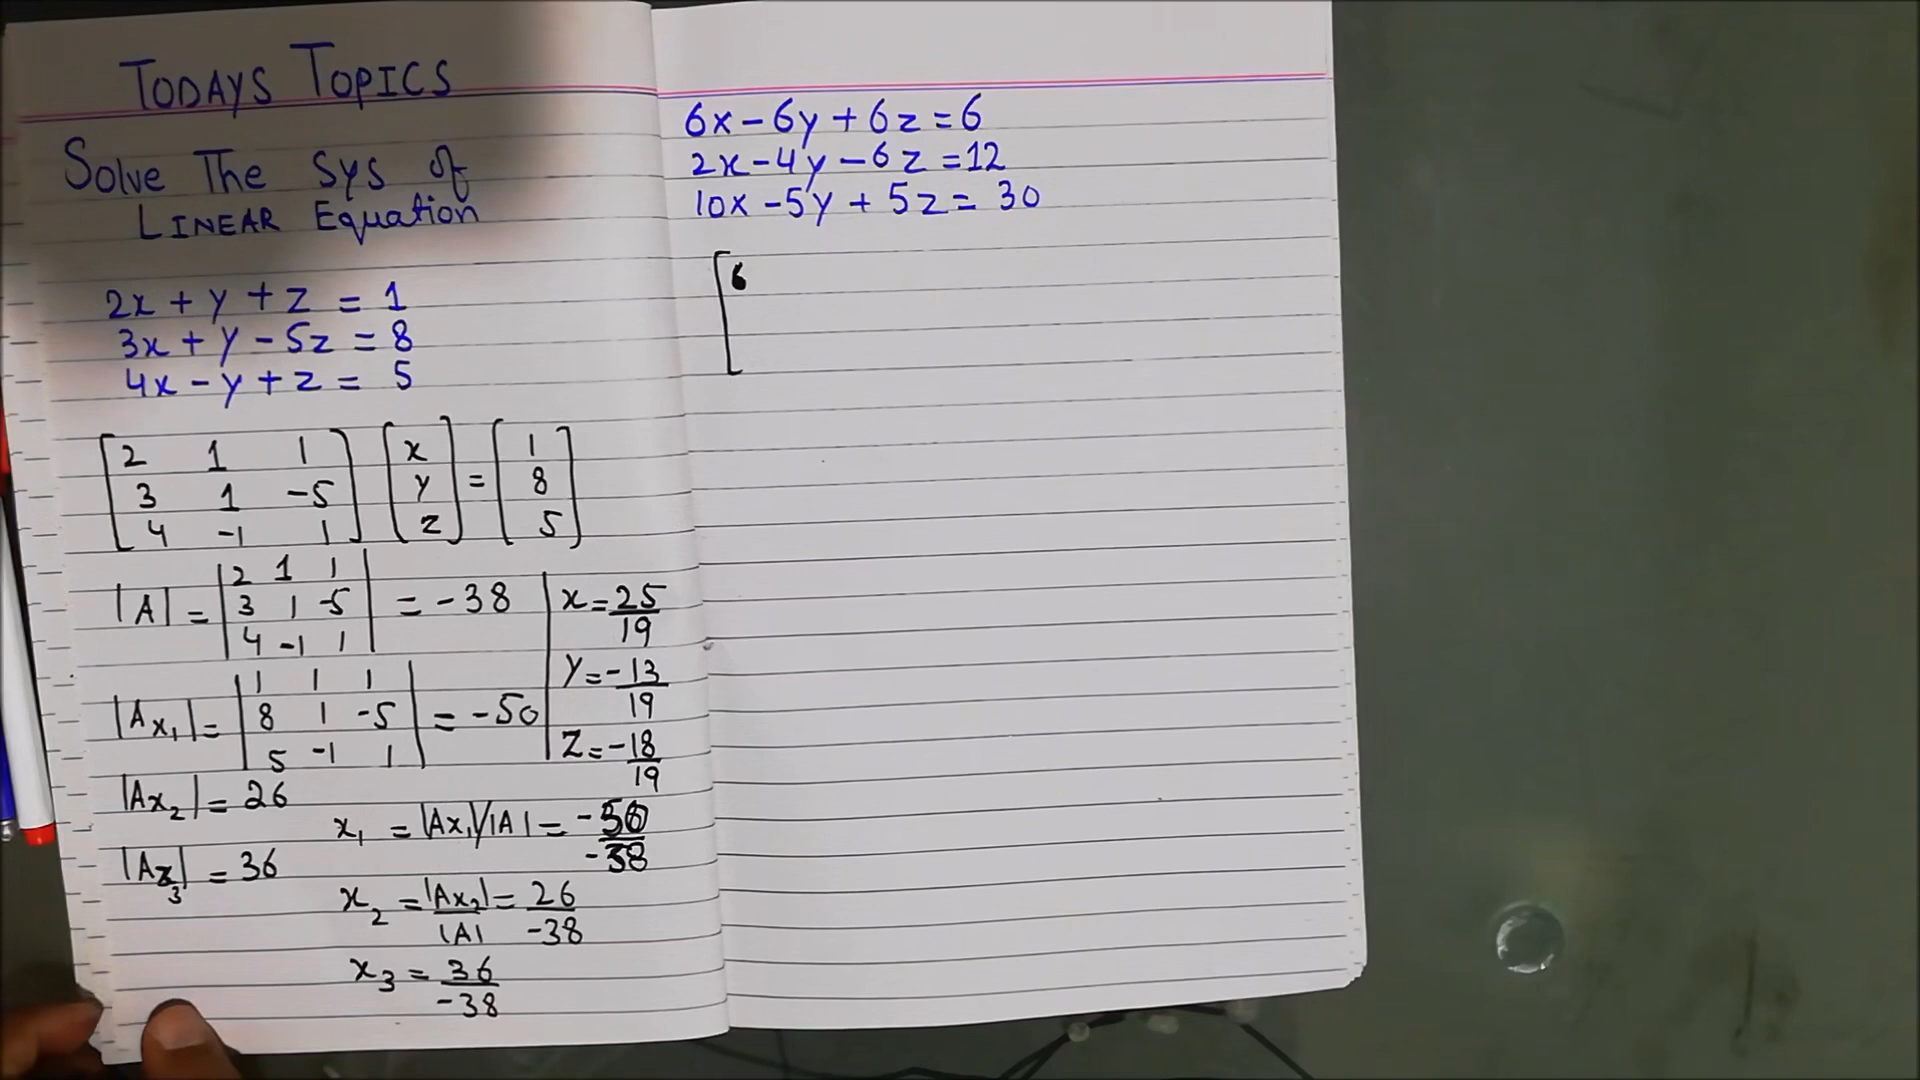 TODAYS TOPICS
SOLVE THE SYS of
LINEAR Equation
2x + y + z = 1
3x + y - 5z = 8
4x - y + z = 5
[2 1 1] [x] = [1]
[3 1 -5] [y] [8]
[4 -1 1] [z] [5]
|A| = |2 1 1| = -38
|3 1 -5|
|4 -1 1|
|Ax₁| = |1 1 1| = -50
|8 1 -5|
|5 -1 1|
x = 25/19
y = -13/19
z = -18/19
|Ax₂| = 26
|A₃| = 36
x₁ = |Ax₁|/|A| = -50/-38
x₂ = |Ax₂|/|A| = 26/-38
x₃ = 36/-38
6x - 6y + 6z = 6
2x - 4y - 6z = 12
10x - 5y + 5z = 30
[6